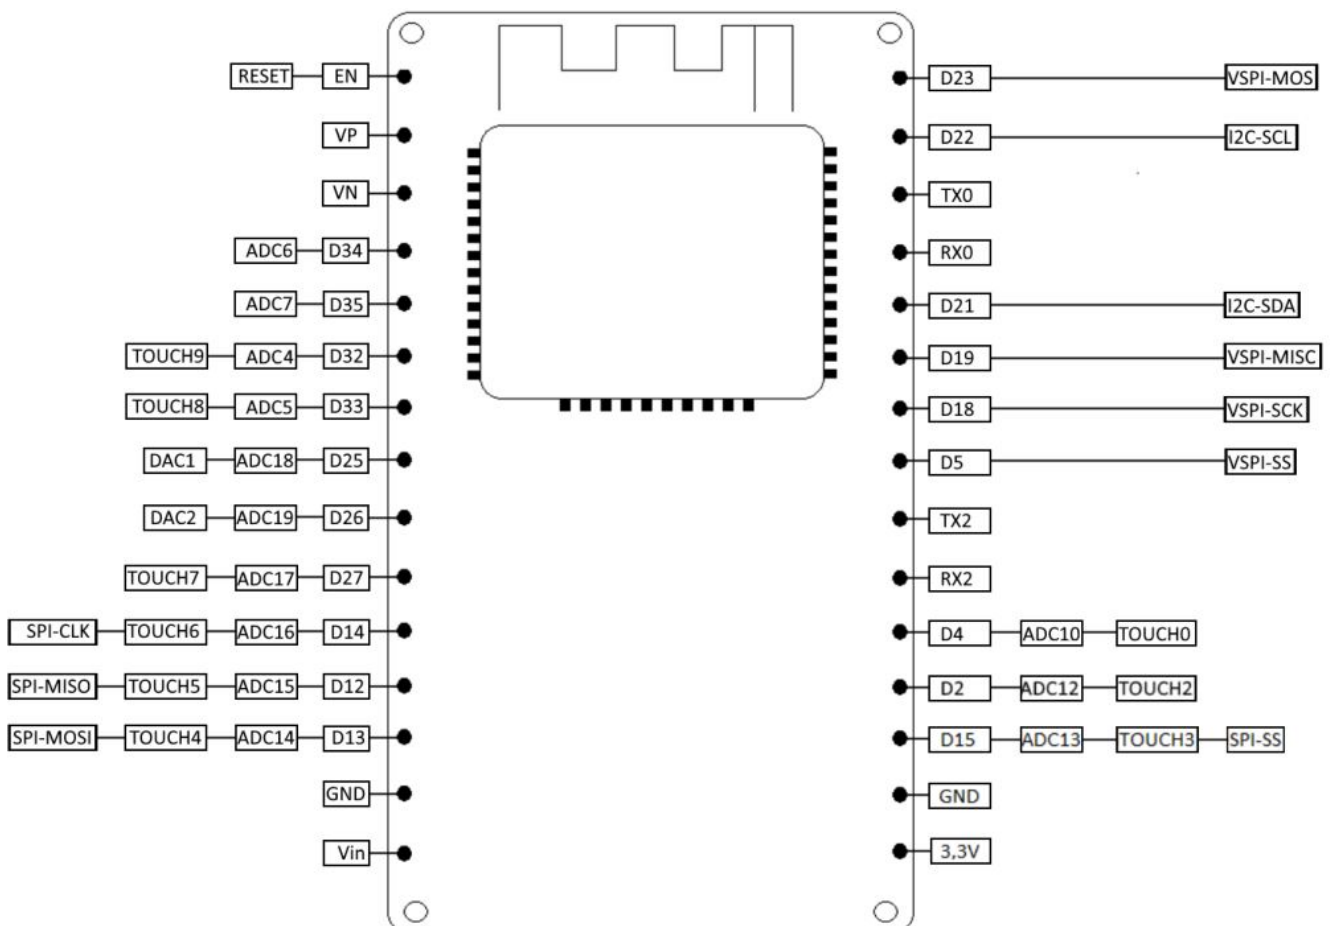 RESET EN D23 VSPI-MOS
VP D22 I2C-SCL
VN TX0
ADC6 D34 RX0
ADC7 D35 D21 I2C-SDA
TOUCH9 ADC4 D32 D19 VSPI-MISC
TOUCH8 ADC5 D33 D18 VSPI-SCK
DAC1 ADC18 D25 D5 VSPI-SS
DAC2 ADC19 D26 TX2
TOUCH7 ADC17 D27 RX2
SPI-CLK TOUCH6 ADC16 D14 D4 ADC10 TOUCH0
SPI-MISO TOUCH5 ADC15 D12 D2 ADC12 TOUCH2
SPI-MOSI TOUCH4 ADC14 D13 D15 ADC13 TOUCH3 SPI-SS
GND GND
Vin 3,3V